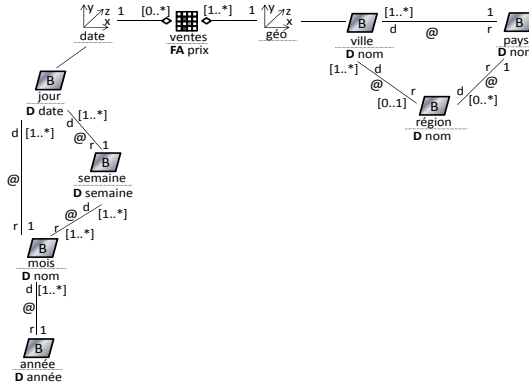 y z x
date
1 [0..*]
ventes
FA prix
[1..*] 1
y z x
géo
B
ville
D nom
[1..*] 1
d @ r
B
pays
D nom
[1..*] d
@
r
[0..1]
B
région
D nom
r 1
@
d
[0..*]
B
jour
D date
d [1..*]
@
r 1
d [1..*]
@
r 1
B
semaine
D semaine
d
@ [1..*]
r
[1..*]
B
mois
D nom
d [1..*]
@
r 1
B
année
D année